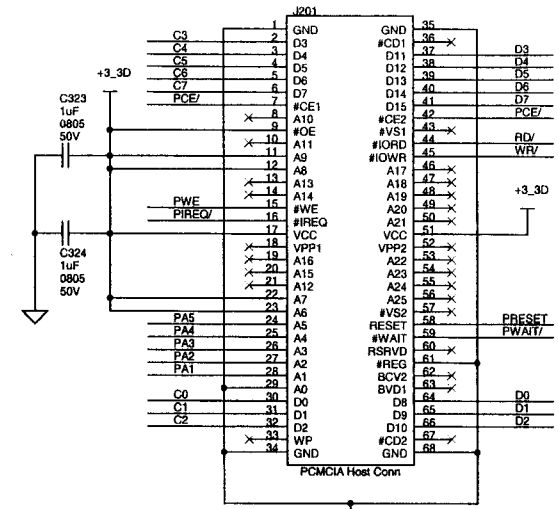 J201
1 GND GND 35
C3 2 D3 #CD1 36
C4 3 D4 D11 37 D3
C5 4 D5 D12 38 D4
C6 5 D6 D13 39 D5
C7 6 D7 D14 40 D6
PCE/ 7 #CE1 D15 41 D7
8 A10 #CE2 42 PCE/
9 #OE #VS1 43
10 A11 #IORD 44 RD/
11 A9 #IOWR 45 WR/
12 A8 A17 46
13 A13 A18 47
14 A14 A19 48
PWE 15 #WE A20 49
PIREQ/ 16 #IREQ A21 50
17 VCC VCC 51
18 VPP1 VPP2 52
19 A16 A22 53
20 A15 A23 54
21 A12 A24 55
22 A7 A25 56
23 A6 #VS2 57
PA5 24 A5 RESET 58 PRESET
PA4 25 A4 #WAIT 59 PWAIT/
PA3 26 A3 RSRVD 60
PA2 27 A2 #REG 61
PA1 28 A1 BCV2 62
29 A0 BVD1 63
C0 30 D0 D8 64 D0
C1 31 D1 D9 65 D1
C2 32 D2 D10 66 D2
33 WP #CD2 67
34 GND GND 68
PCMCIA Host Conn
+3_3D
C323
1uF
0805
50V
C324
1uF
0805
50V
+3_3D